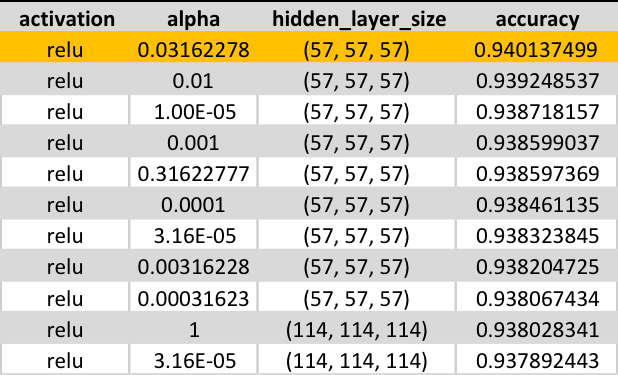 activation alpha hidden_layer_size accuracy
relu 0.03162278 (57, 57, 57) 0.940137499
relu 0.01 (57, 57, 57) 0.939248537
relu 1.00E-05 (57, 57, 57) 0.938718157
relu 0.001 (57, 57, 57) 0.938599037
relu 0.31622777 (57, 57, 57) 0.938597369
relu 0.0001 (57, 57, 57) 0.938461135
relu 3.16E-05 (57, 57, 57) 0.938323845
relu 0.00316228 (57, 57, 57) 0.938204725
relu 0.00031623 (57, 57, 57) 0.938067434
relu 1 (114, 114, 114) 0.938028341
relu 3.16E-05 (114, 114, 114) 0.937892443